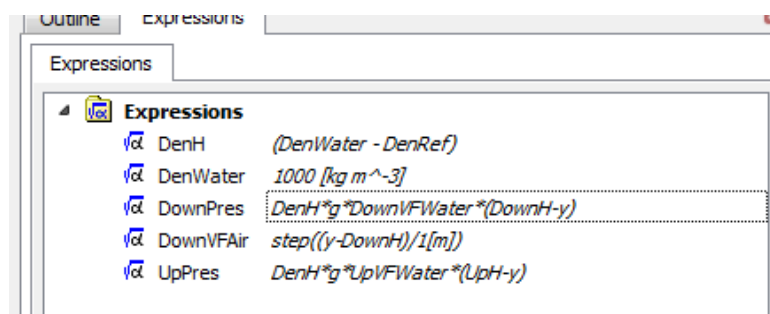 Outline Expressions
Expressions
Expressions
DenH (DenWater - DenRef)
DenWater 1000 [kg m^-3]
DownPres DenH*g*DownVFWater*(DownH-y)
DownVFAir step((y-DownH)/1[m])
UpPres DenH*g*UpVFWater*(UpH-y)